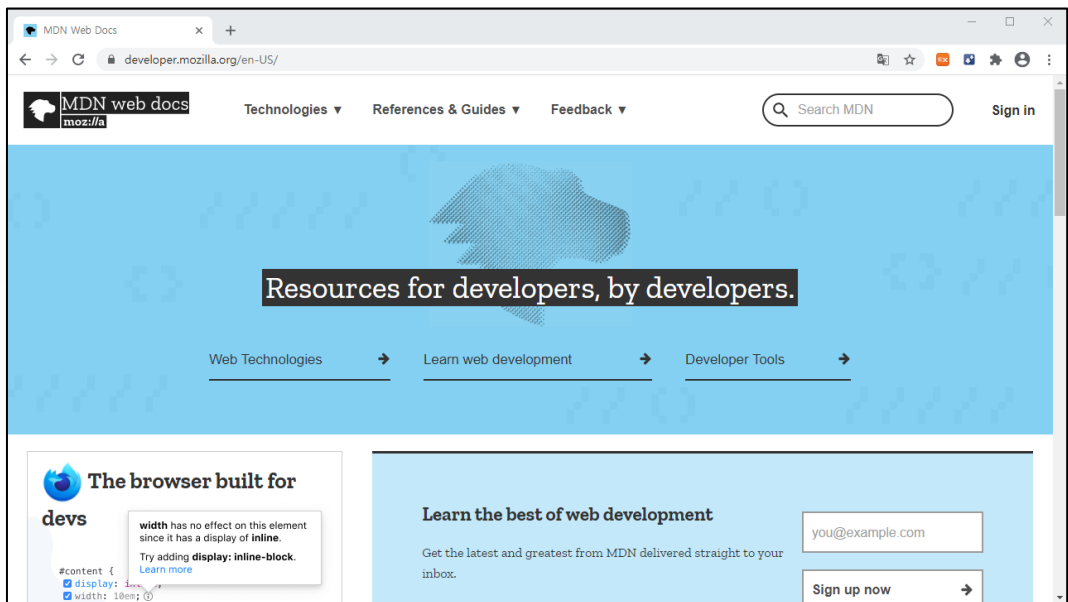 MDN Web Docs
developer.mozilla.org/en-US/
MDN web docs
moz://a
Technologies ▼
References & Guides ▼
Feedback ▼
Search MDN
Sign in
Resources for developers, by developers.
Web Technologies
Learn web development
Developer Tools
The browser built for
devs
width has no effect on this element
since it has a display of inline.
Try adding display: inline-block.
Learn more
#content {
display:
width: 10em;
Learn the best of web development
Get the latest and greatest from MDN delivered straight to your
inbox.
you@example.com
Sign up now